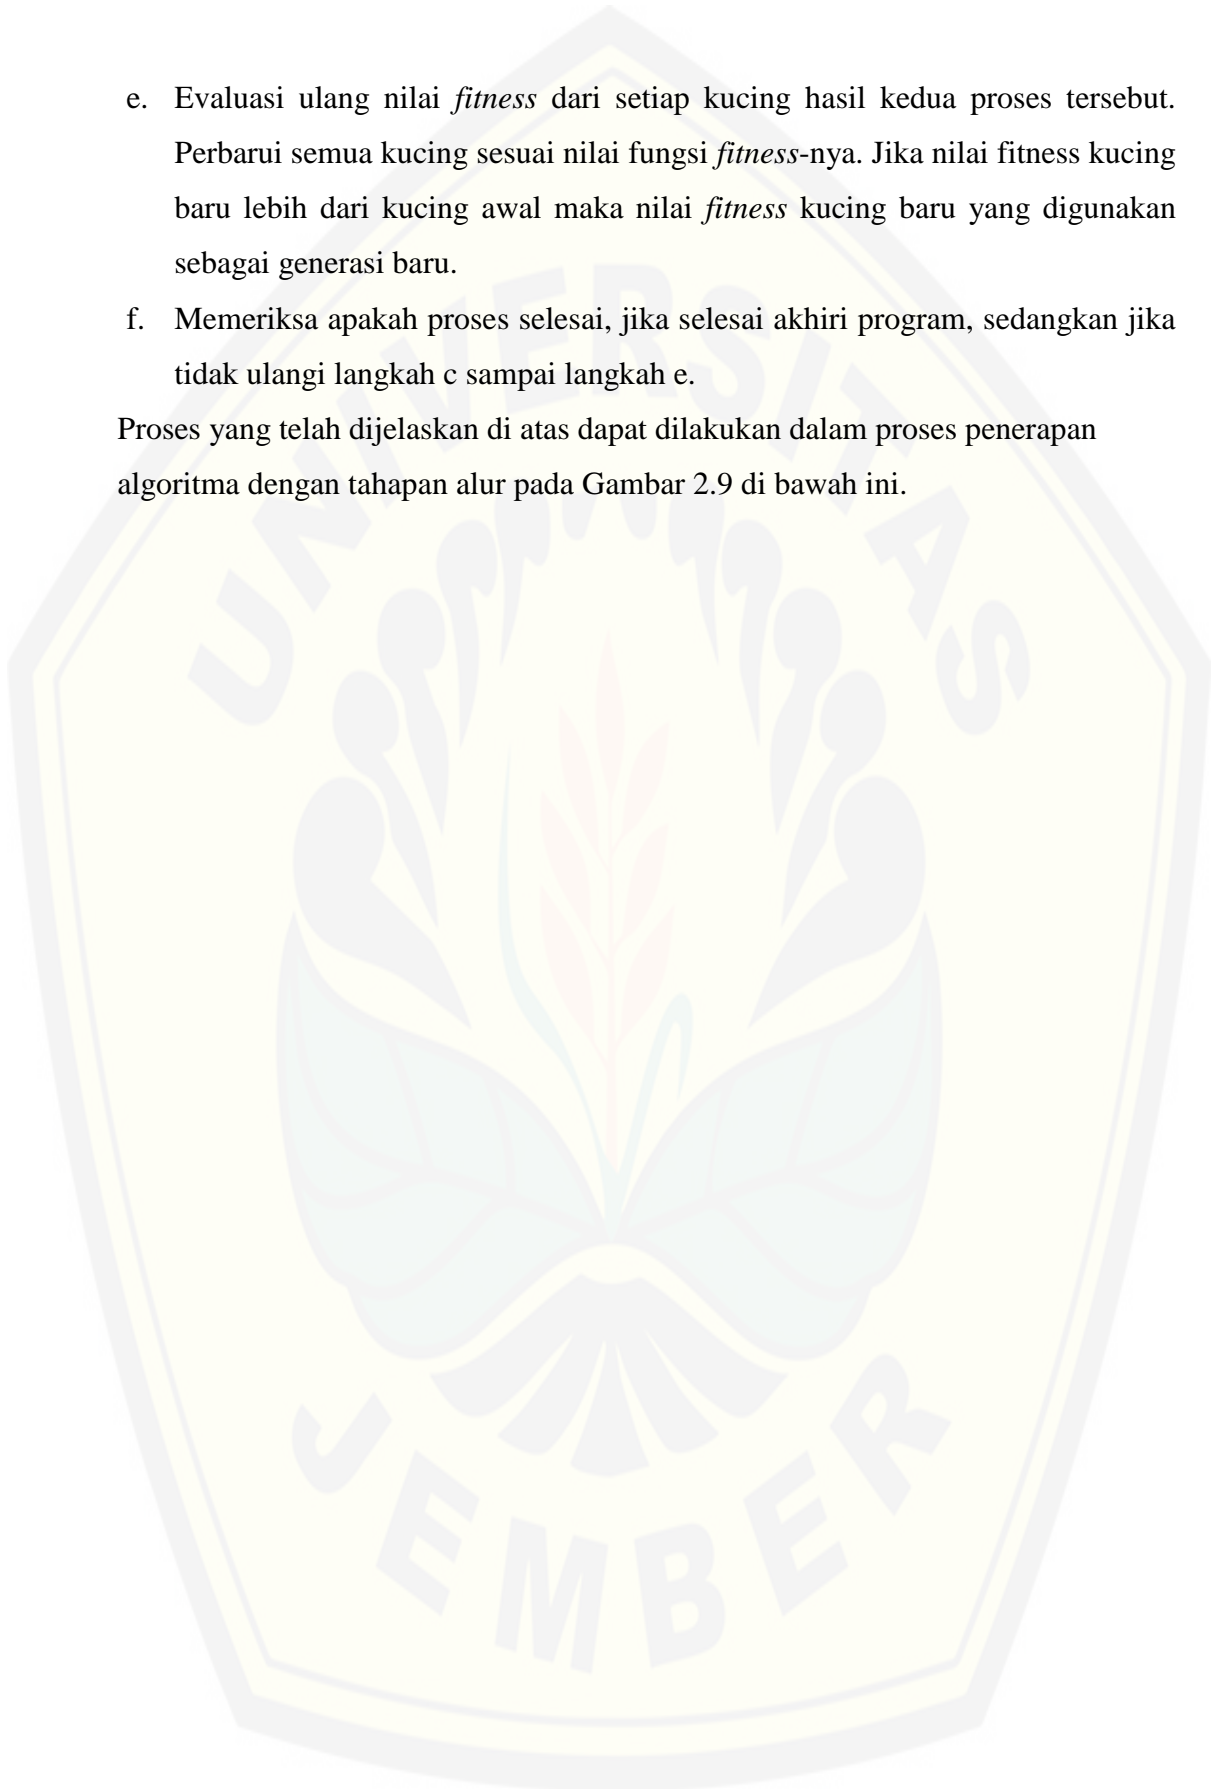 e. Evaluasi ulang nilai fitness dari setiap kucing hasil kedua proses tersebut.
Perbarui semua kucing sesuai nilai fungsi fitness-nya. Jika nilai fitness kucing
baru lebih dari kucing awal maka nilai fitness kucing baru yang digunakan
sebagai generasi baru.
f. Memeriksa apakah proses selesai, jika selesai akhiri program, sedangkan jika
tidak ulangi langkah c sampai langkah e.
Proses yang telah dijelaskan di atas dapat dilakukan dalam proses penerapan
algoritma dengan tahapan alur pada Gambar 2.9 di bawah ini.
UNIVERSITAS
JEMBER